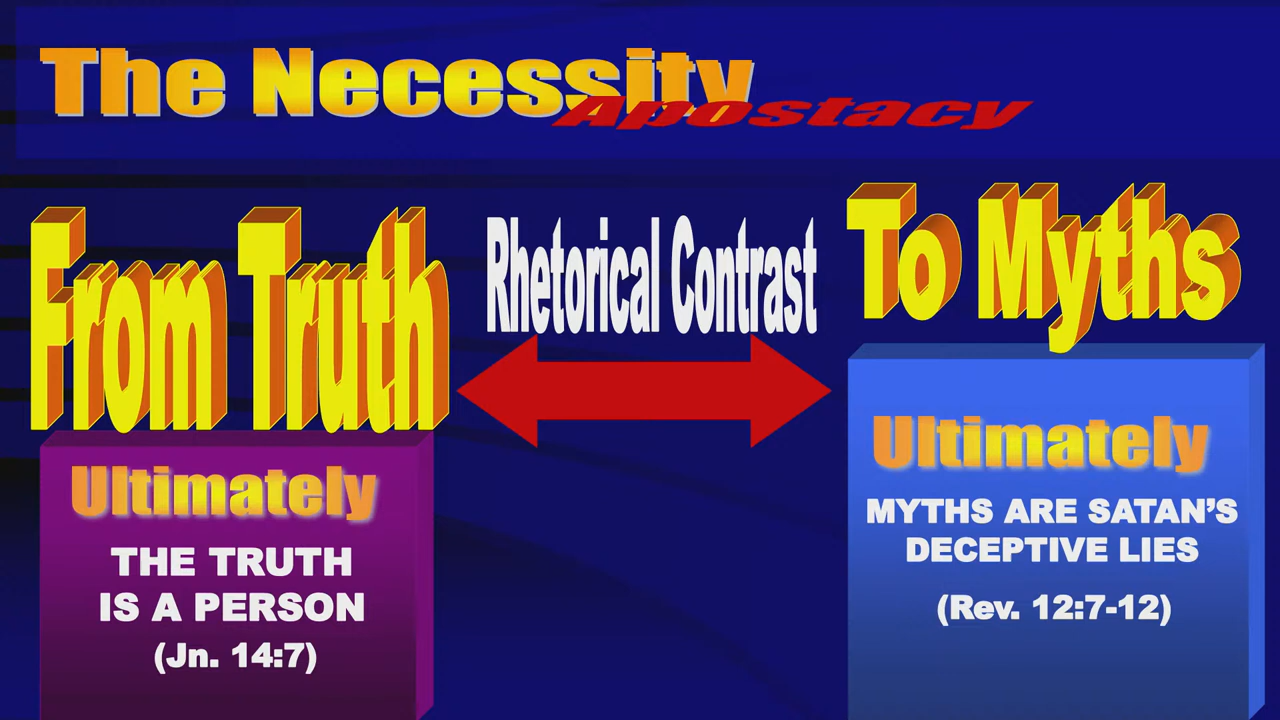 The Necessity
Apostacy
From Truth
Rhetorical Contrast
To Myths
Ultimately
THE TRUTH
IS A PERSON
(Jn. 14:7)
Ultimately
MYTHS ARE SATAN'S
DECEPTIVE LIES
(Rev. 12:7-12)